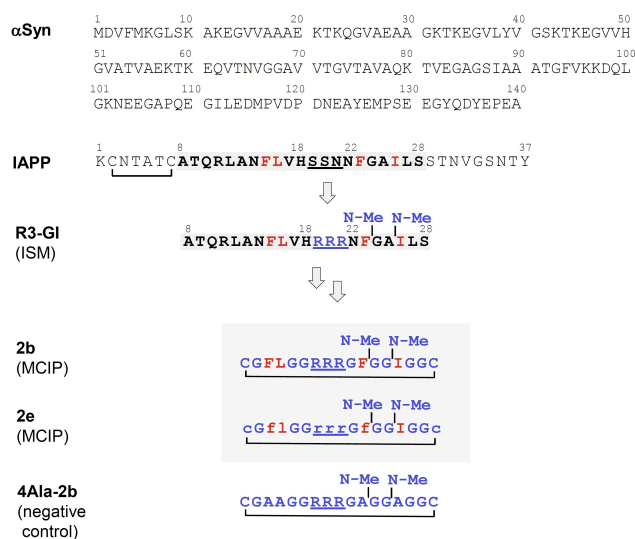 1 10 20 30 40 50
αSyn MDVFMKGLSK AKEGVVAAAE KTKQGVAEAA GKTKEGVLYV GSKTKEGVVH
51 60 70 80 90 100
GVATVAEKTK EQVTNVGGAV VTGVTAVAQK TVEGAGSIAA ATGFVKKDQL
101 110 120 130 140
GKNEEGAPQE GILEDMPVDP DNEAYEMPSE EGYQDYEPEA
1 8 18 22 28 37
IAPP KCNTATCATQRLANFLVHSSNNFGAILSSTNVGSNTY
N-Me N-Me
8 18 22 28
R3-GI ATQRLANFLVHRRRNFGAILS
(ISM)
N-Me N-Me
2b CGFLGGRRRGFGGIGGC
(MCIP)
N-Me N-Me
2e cGflGGrrrGfGGIGGc
(MCIP)
N-Me N-Me
4Ala-2b CGAAGGRRRGAGGAGGC
(negative
control)